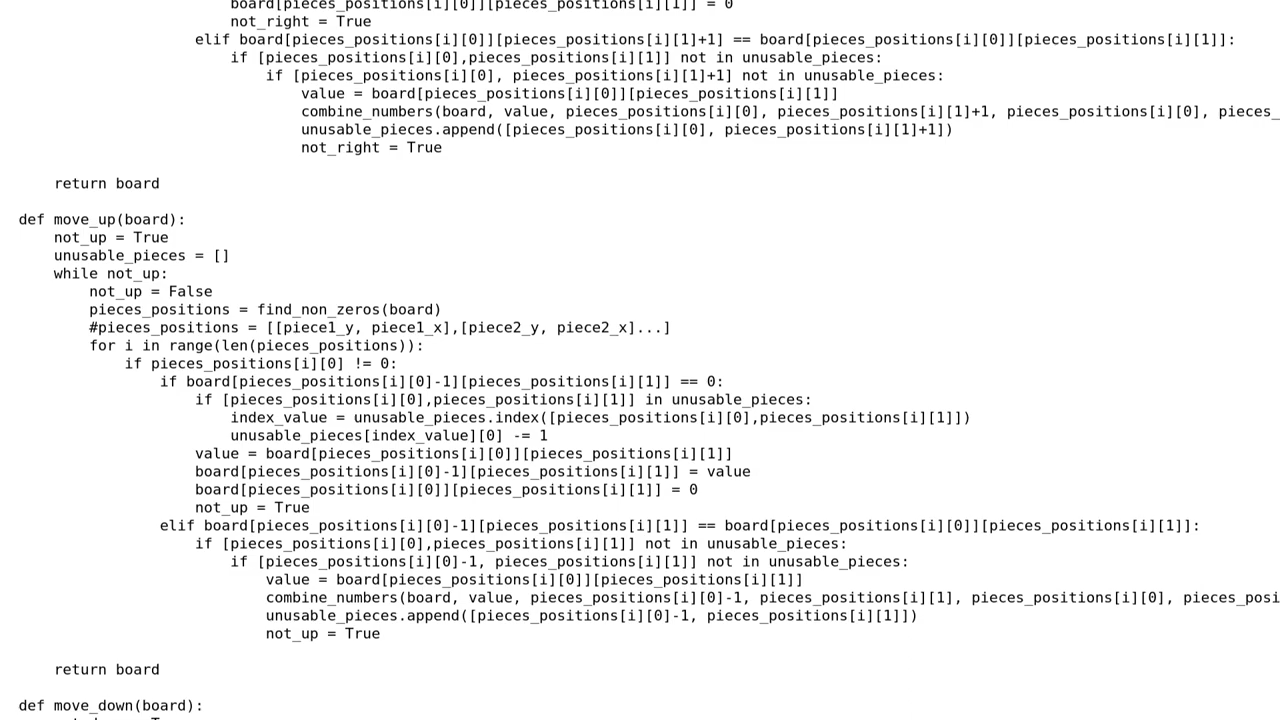 board[pieces_positions[i][0]][pieces_positions[i][1]] = 0
not_right = True
elif board[pieces_positions[i][0]][pieces_positions[i][1]+1] == board[pieces_positions[i][0]][pieces_positions[i][1]]:
if [pieces_positions[i][0],pieces_positions[i][1]] not in unusable_pieces:
if [pieces_positions[i][0], pieces_positions[i][1]+1] not in unusable_pieces:
value = board[pieces_positions[i][0]][pieces_positions[i][1]]
combine_numbers(board, value, pieces_positions[i][0], pieces_positions[i][1]+1, pieces_positions[i][0], pieces_
unusable_pieces.append([pieces_positions[i][0], pieces_positions[i][1]+1])
not_right = True
return board
def move_up(board):
not_up = True
unusable_pieces = []
while not_up:
not_up = False
pieces_positions = find_non_zeros(board)
#pieces_positions = [[piece1_y, piece1_x],[piece2_y, piece2_x]...]
for i in range(len(pieces_positions)):
if pieces_positions[i][0] != 0:
if board[pieces_positions[i][0]-1][pieces_positions[i][1]] == 0:
if [pieces_positions[i][0],pieces_positions[i][1]] in unusable_pieces:
index_value = unusable_pieces.index([pieces_positions[i][0],pieces_positions[i][1]])
unusable_pieces[index_value][0] -= 1
value = board[pieces_positions[i][0]][pieces_positions[i][1]]
board[pieces_positions[i][0]-1][pieces_positions[i][1]] = value
board[pieces_positions[i][0]][pieces_positions[i][1]] = 0
not_up = True
elif board[pieces_positions[i][0]-1][pieces_positions[i][1]] == board[pieces_positions[i][0]][pieces_positions[i][1]]:
if [pieces_positions[i][0],pieces_positions[i][1]] not in unusable_pieces:
if [pieces_positions[i][0]-1, pieces_positions[i][1]] not in unusable_pieces:
value = board[pieces_positions[i][0]][pieces_positions[i][1]]
combine_numbers(board, value, pieces_positions[i][0]-1, pieces_positions[i][1], pieces_positions[i][0], pieces_posi
unusable_pieces.append([pieces_positions[i][0]-1, pieces_positions[i][1]])
not_up = True
return board
def move_down(board):